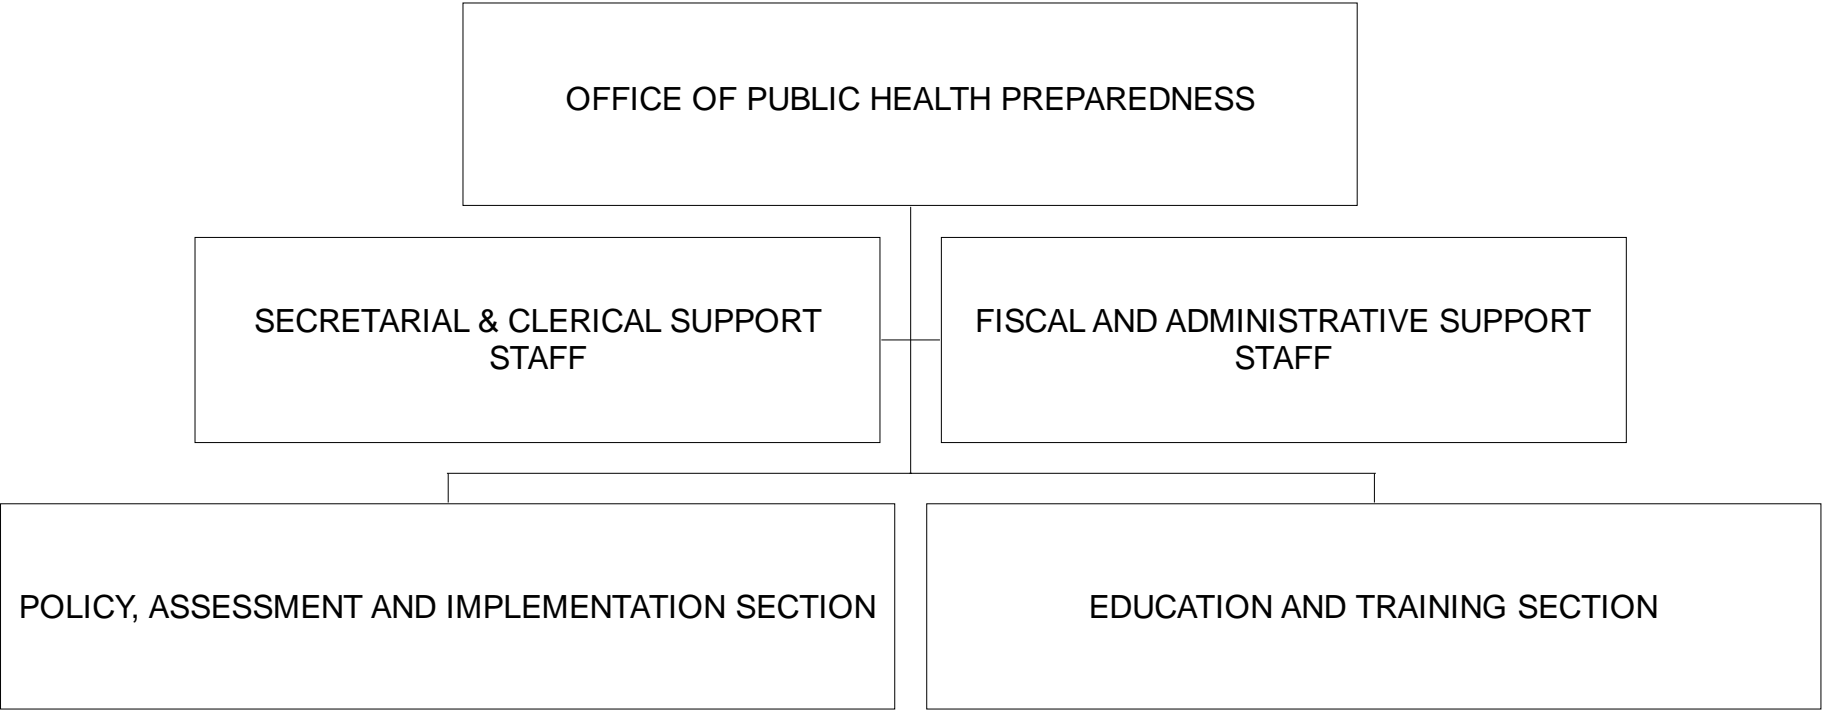 OFFICE OF PUBLIC HEALTH PREPAREDNESS
SECRETARIAL & CLERICAL SUPPORT
STAFF
FISCAL AND ADMINISTRATIVE SUPPORT
STAFF
POLICY, ASSESSMENT AND IMPLEMENTATION SECTION
EDUCATION AND TRAINING SECTION